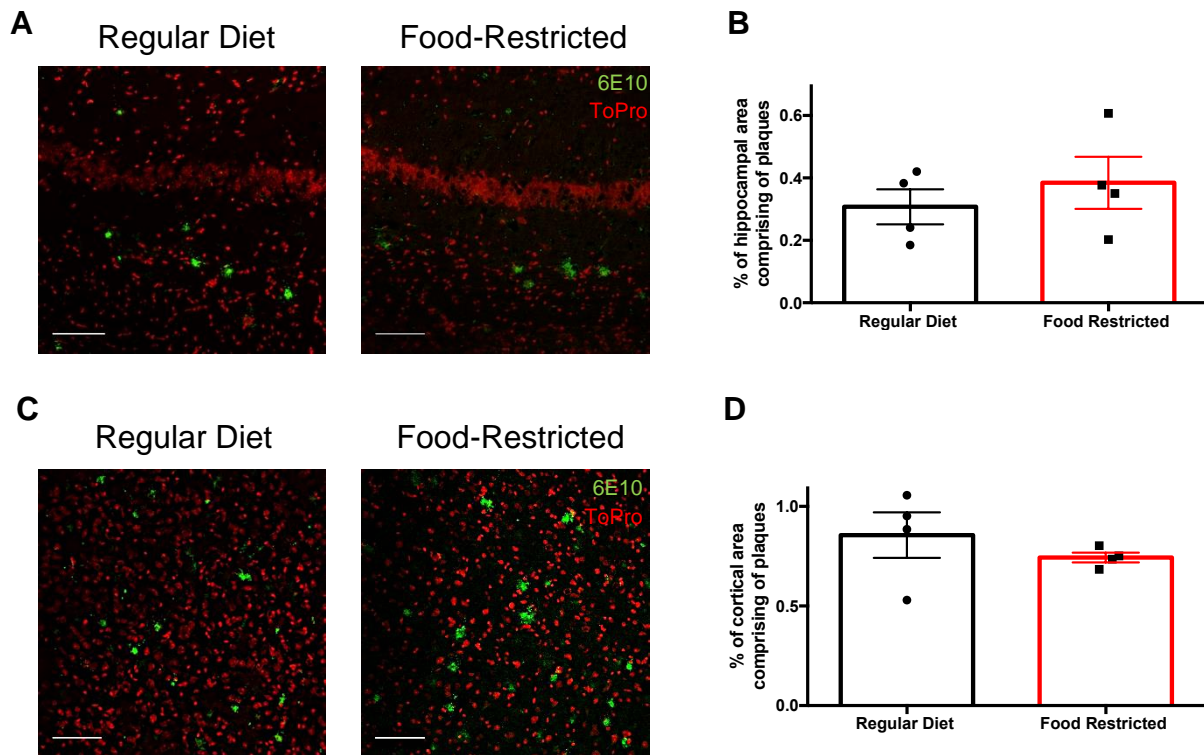 A
Regular Diet
Food-Restricted
6E10
ToPro
B
% of hippocampal area
comprising of plaques
0.6
0.4
0.2
0.0
Regular Diet
Food Restricted
C
Regular Diet
Food-Restricted
6E10
ToPro
D
% of cortical area
comprising of plaques
1.0
0.5
0.0
Regular Diet
Food Restricted